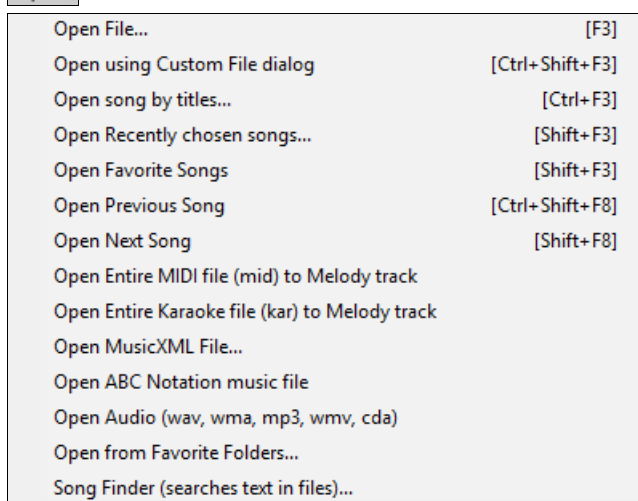 Open File... [F3]
Open using Custom File dialog [Ctrl+Shift+F3]
Open song by titles... [Ctrl+F3]
Open Recently chosen songs... [Shift+F3]
Open Favorite Songs [Shift+F3]
Open Previous Song [Ctrl+Shift+F8]
Open Next Song [Shift+F8]
Open Entire MIDI file (mid) to Melody track
Open Entire Karaoke file (kar) to Melody track
Open MusicXML File...
Open ABC Notation music file
Open Audio (wav, wma, mp3, wmv, cda)
Open from Favorite Folders...
Song Finder (searches text in files)...